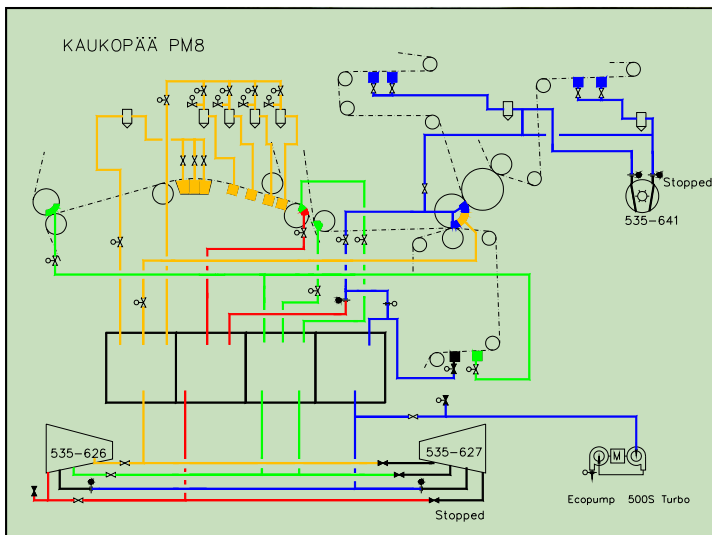 KAUKOPÄÄ PM8
Stopped
535-641
535-626
535-627
M
Ecopump 500S Turbo
Stopped